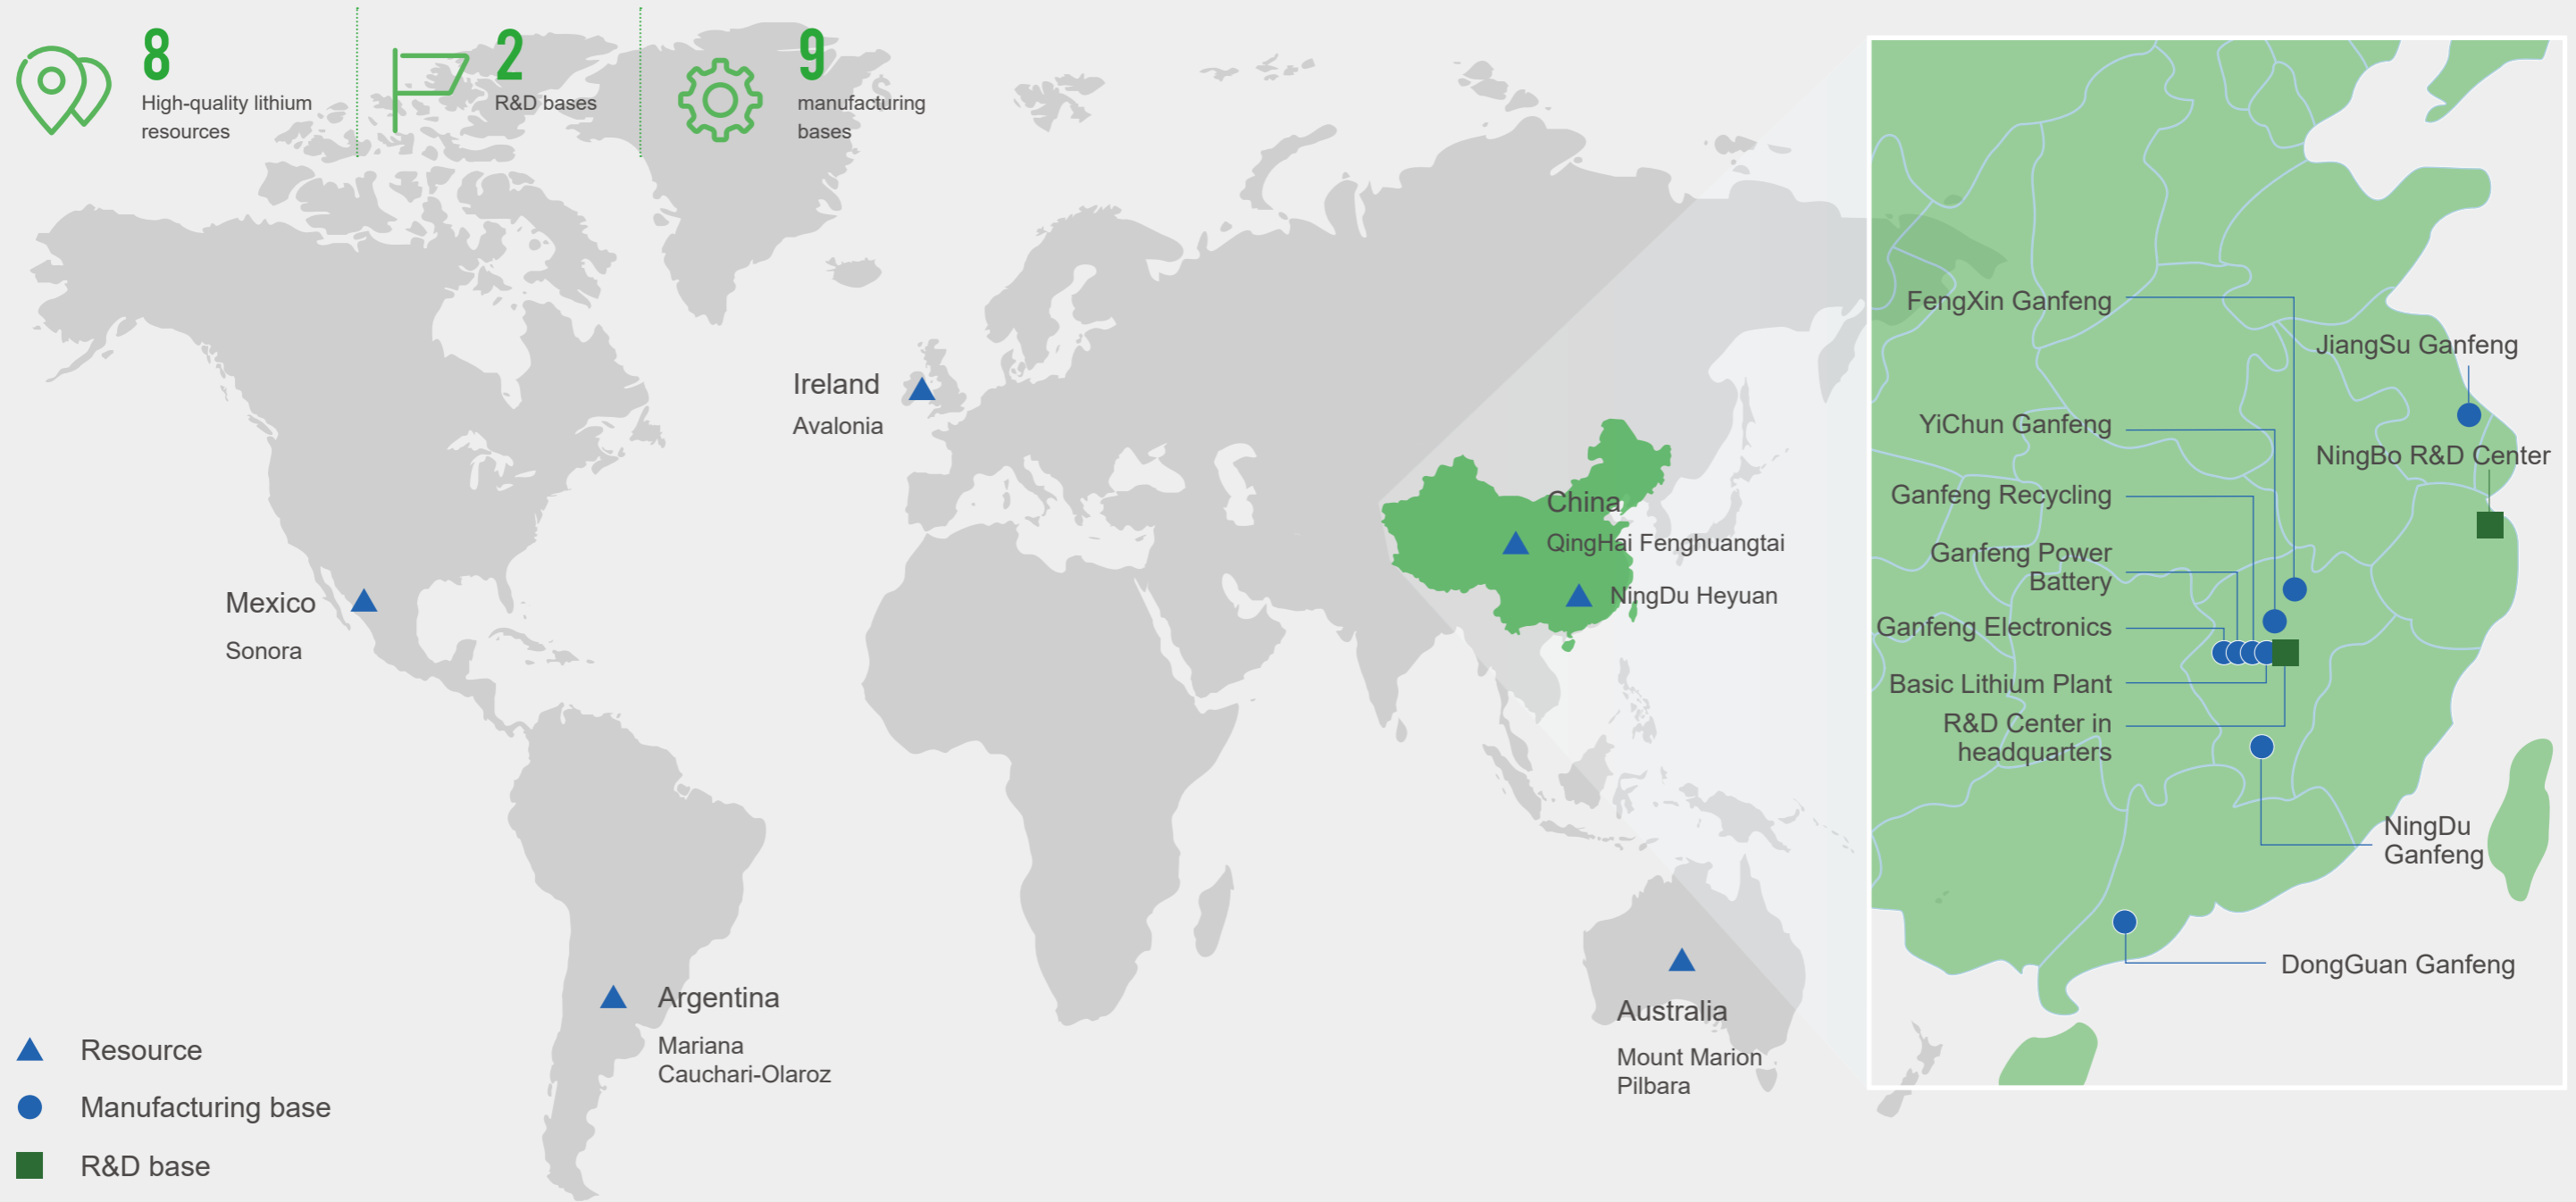 8
High-quality lithium
resources
2
R&D bases
9
manufacturing
bases
Ireland
Avalonia
China
QingHai Fenghuangtai
NingDu Heyuan
Mexico
Sonora
Argentina
Mariana
Cauchari-Olaroz
Australia
Mount Marion
Pilbara
Resource
Manufacturing base
R&D base
FengXin Ganfeng
JiangSu Ganfeng
YiChun Ganfeng
NingBo R&D Center
Ganfeng Recycling
Ganfeng Power
Battery
Ganfeng Electronics
Basic Lithium Plant
R&D Center in
headquarters
NingDu
Ganfeng
DongGuan Ganfeng